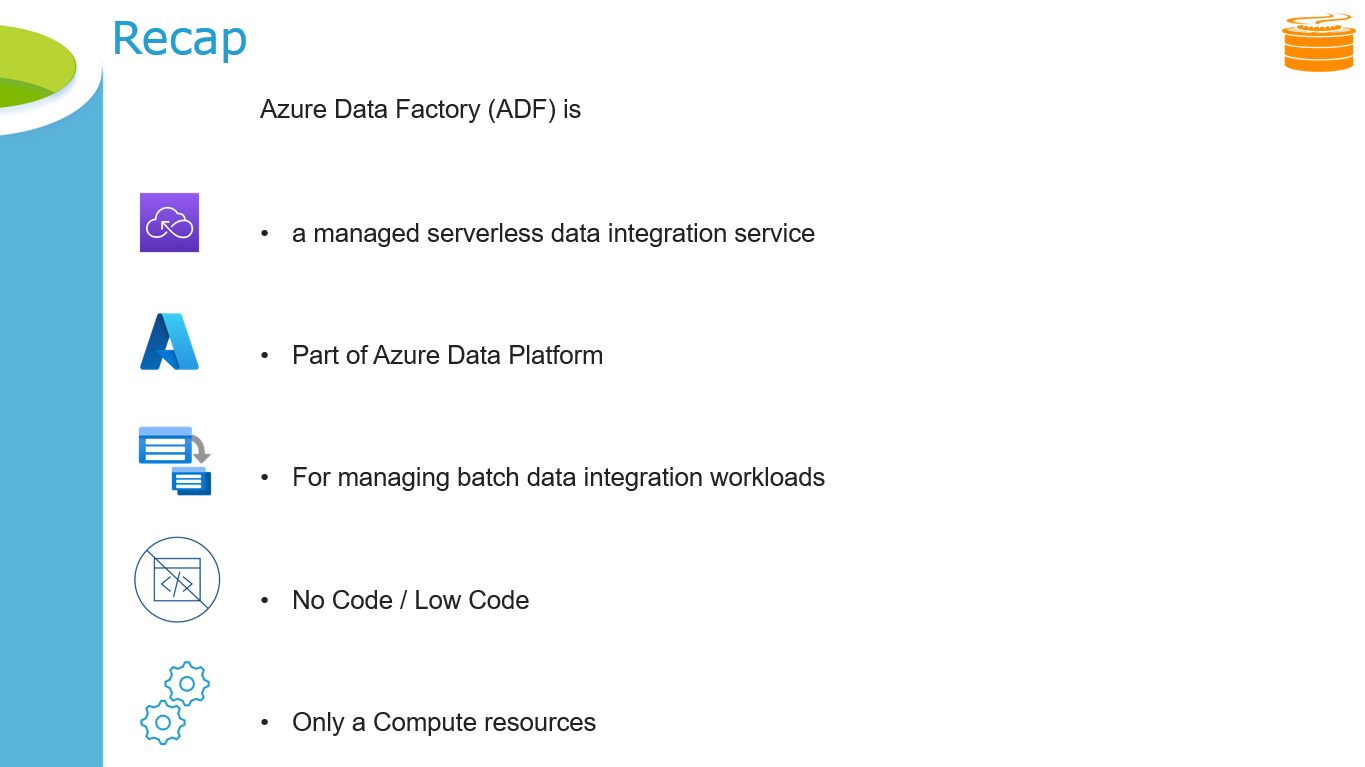 Recap
Azure Data Factory (ADF) is
• a managed serverless data integration service
• Part of Azure Data Platform
• For managing batch data integration workloads
• No Code / Low Code
• Only a Compute resources